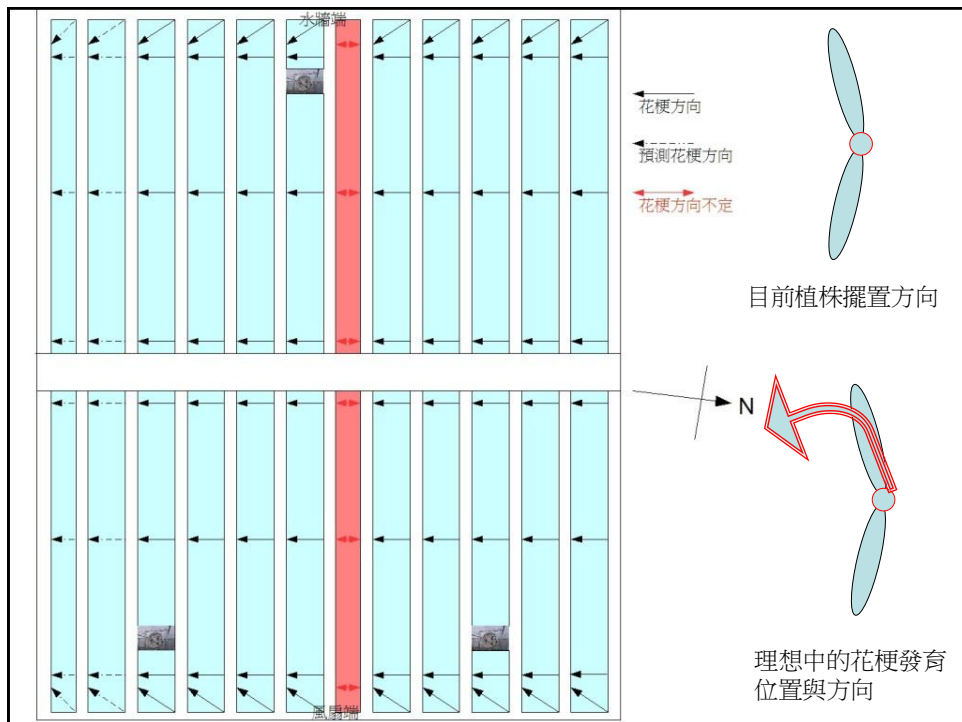 水牆端
花梗方向
預測花梗方向
花梗方向不定
目前植株擺置方向
N
理想中的花梗發育
位置與方向
風扇端